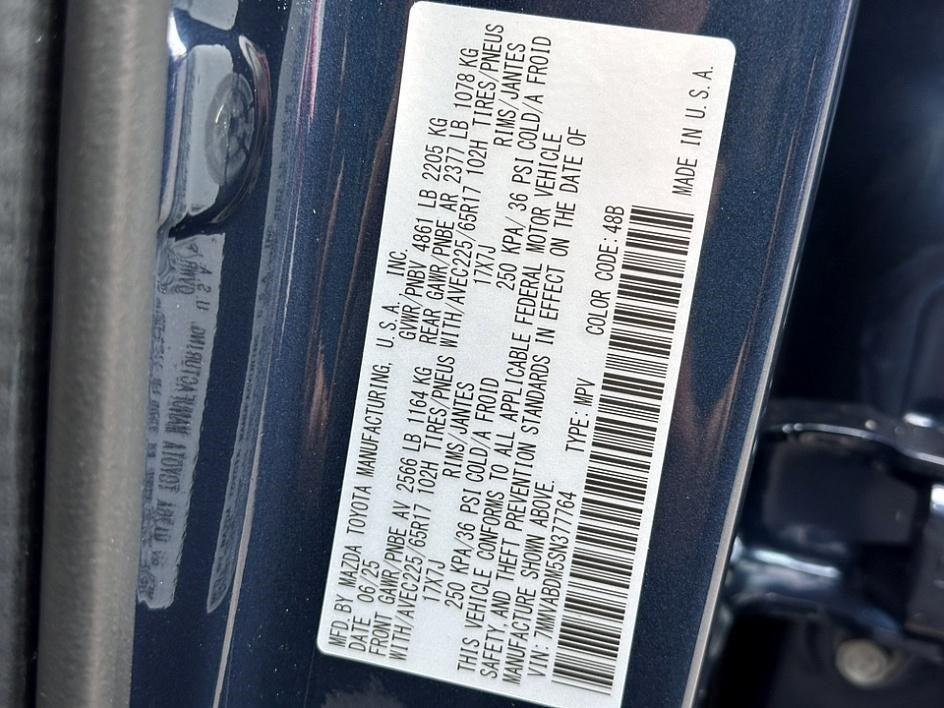 MFD. BY MAZDA TOYOTA MANUFACTURING, U.S.A. INC.
DATE 06/25 GVWR/PNBV 4861 LB 2205 KG
FRONT GAWR/PNBE AV 2566 LB 1164 KG REAR GAWR/PNBE AR 2377 LB 1078 KG
WITH/AVEC225/65R17 102H TIRES/PNEUS WITH/AVEC225/65R17 102H TIRES/PNEUS
17X7J RIMS/JANTES 17X7J RIMS/JANTES
250 KPA/36 PSI COLD/A FROID 250 KPA/ 36 PSI COLD/A FROID
THIS VEHICLE CONFORMS TO ALL APPLICABLE FEDERAL MOTOR VEHICLE
SAFETY, AND THEFT PREVENTION STANDARDS IN EFFECT ON THE DATE OF
MANUFACTURE SHOWN ABOVE.
VIN: 7MMVABDM5SN377764 TYPE: MPV COLOR CODE: 48B
MADE IN U.S.A.